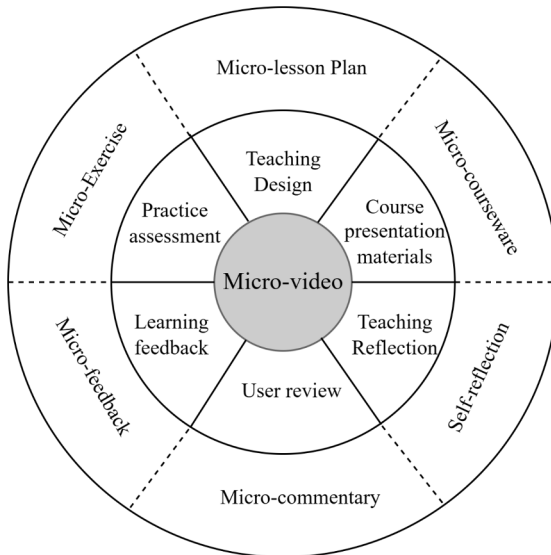 Micro-lesson Plan
Micro-Exercise
Micro-courseware
Teaching
Design
Practice
assessment
Course
presentation
materials
Micro-video
Learning
feedback
Teaching
Reflection
User review
Micro-feedback
Self-reflection
Micro-commentary